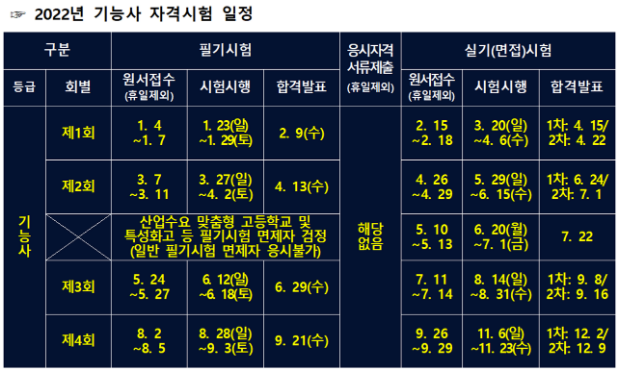 ☞ 2022년 기능사 자격시험 일정
구분 필기시험 응시자격 서류제출 (휴일제외) 실기(면접)시험
등급 회별 원서접수 (휴일제외) 시험시행 합격발표 원서접수 (휴일제외) 시험시행 합격발표
기능사 해당 없음
제1회 1. 4 ~1. 7 1. 23(일) ~1. 29(토) 2. 9(수) 2. 15 ~2. 18 3. 20(일) ~4. 6(수) 1차: 4. 15/ 2차: 4. 22
제2회 3. 7 ~3. 11 3. 27(일) ~4. 2(토) 4. 13(수) 4. 26 ~4. 29 5. 29(일) ~6. 15(수) 1차: 6. 24/ 2차: 7. 1
산업수요 맞춤형 고등학교 및
특성화고 등 필기시험 면제자 검정
(일반 필기시험 면제자 응시불가)
5. 10 ~5. 13 6. 20(월) ~7. 1(금) 7. 22
제3회 5. 24 ~5. 27 6. 12(일) ~6. 18(토) 6. 29(수) 7. 11 ~7. 14 8. 14(일) ~8. 31(수) 1차: 9. 8/ 2차: 9. 16
제4회 8. 2 ~8. 5 8. 28(일) ~9. 3(토) 9. 21(수) 9. 26 ~9. 29 11. 6(일) ~11. 23(수) 1차: 12. 2/ 2차: 12. 9